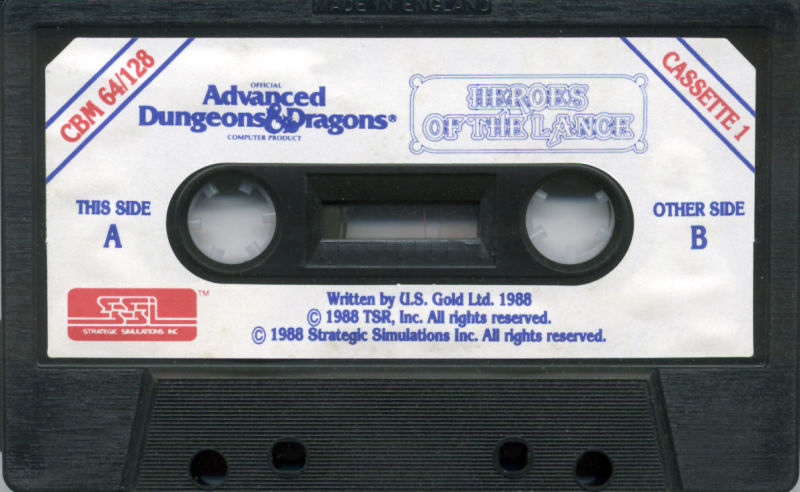 MADE IN ENGLAND
CBM 64/128
OFFICIAL
Advanced
Dungeons & Dragons®
COMPUTER PRODUCT
HEROES
OF THE LANCE
CASSETTE 1
THIS SIDE
A
OTHER SIDE
B
SSI™
STRATEGIC SIMULATIONS INC
Written by U.S. Gold Ltd. 1988
© 1988 TSR, Inc. All rights reserved.
© 1988 Strategic Simulations Inc. All rights reserved.